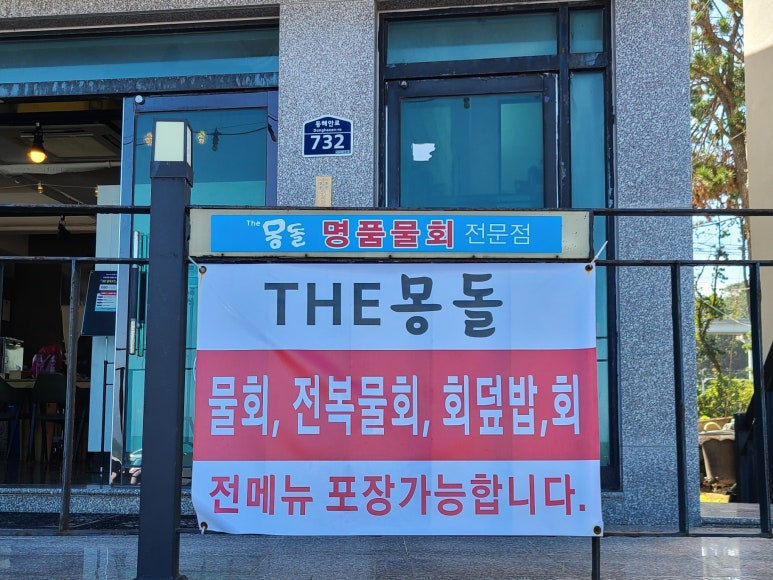 동해안로
Donghaean-ro
732
The 몽돌 명품물회 전문점
THE 몽돌
물회, 전복물회, 회덮밥,회
전메뉴 포장가능합니다.